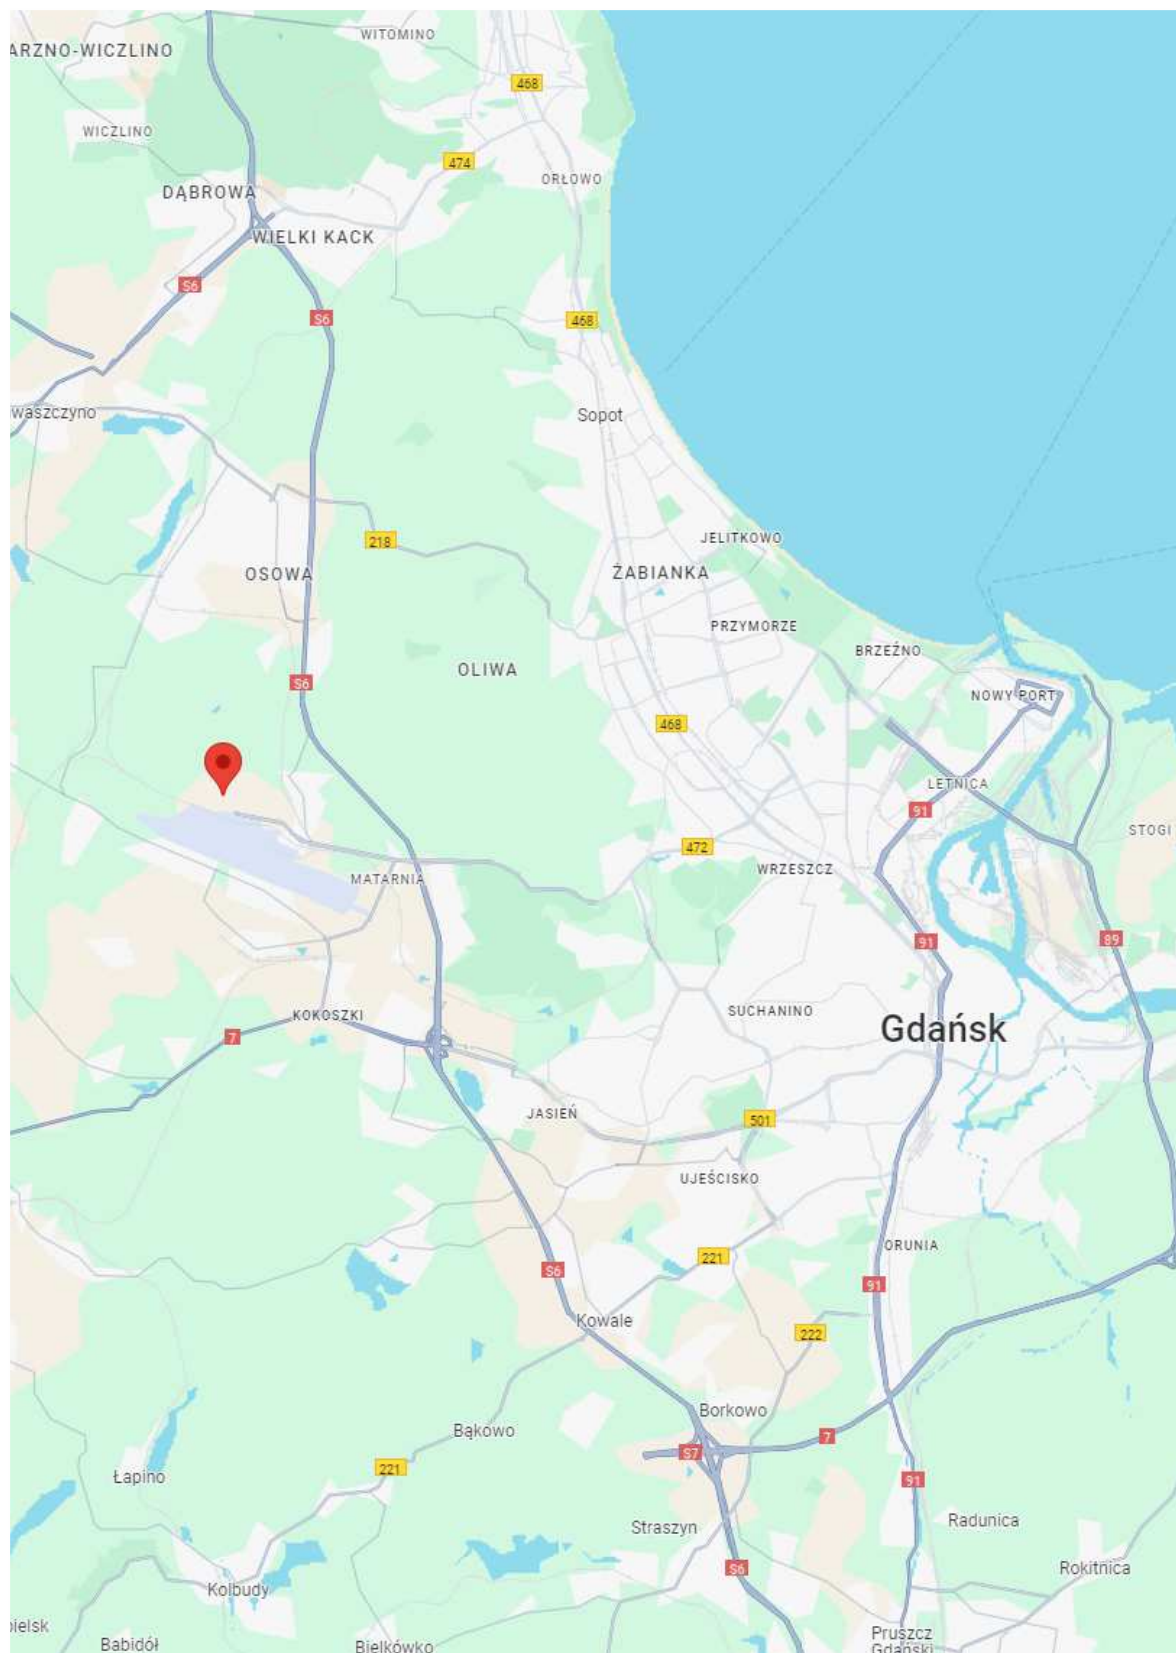 WITOMINO
ARZNO-WICZLINO
468
WICZLINO
474
ORŁOWO
DĄBROWA
WIELKI KACK
S6
S6
468
waszczyno
Sopot
218
JELITKOWO
OSOWA
ŻABIANKA
PRZYMORZE
BRZEŹNO
OLIWA
S6
NOWY PORT
468
LETNICA
91
STOGI
472
WRZESZCZ
MATARNIA
91
89
SUCHANINO
KOKOSZKI
Gdańsk
7
JASIEŃ
501
UJEŚCISKO
ORUNIA
221
S6
91
Kowale
222
Borkowo
Bąkowo
7
S7
221
Łapino
91
Straszyn
Radunica
S6
Rokitnica
Kolbudy
bielsk
Babidół
Bielkówko
Pruszcz
Gdański